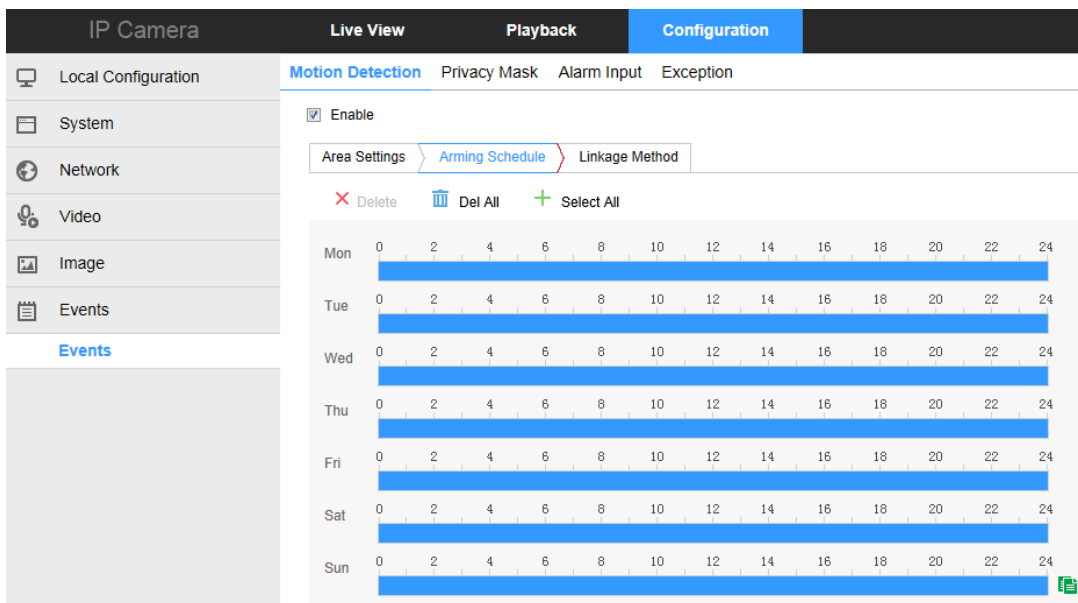 IP Camera Live View Playback Configuration
Local Configuration
System
Network
Video
Image
Events
Events
Motion Detection Privacy Mask Alarm Input Exception
Enable
Area Settings Arming Schedule Linkage Method
Delete Del All Select All
Mon 0 2 4 6 8 10 12 14 16 18 20 22 24
Tue 0 2 4 6 8 10 12 14 16 18 20 22 24
Wed 0 2 4 6 8 10 12 14 16 18 20 22 24
Thu 0 2 4 6 8 10 12 14 16 18 20 22 24
Fri 0 2 4 6 8 10 12 14 16 18 20 22 24
Sat 0 2 4 6 8 10 12 14 16 18 20 22 24
Sun 0 2 4 6 8 10 12 14 16 18 20 22 24